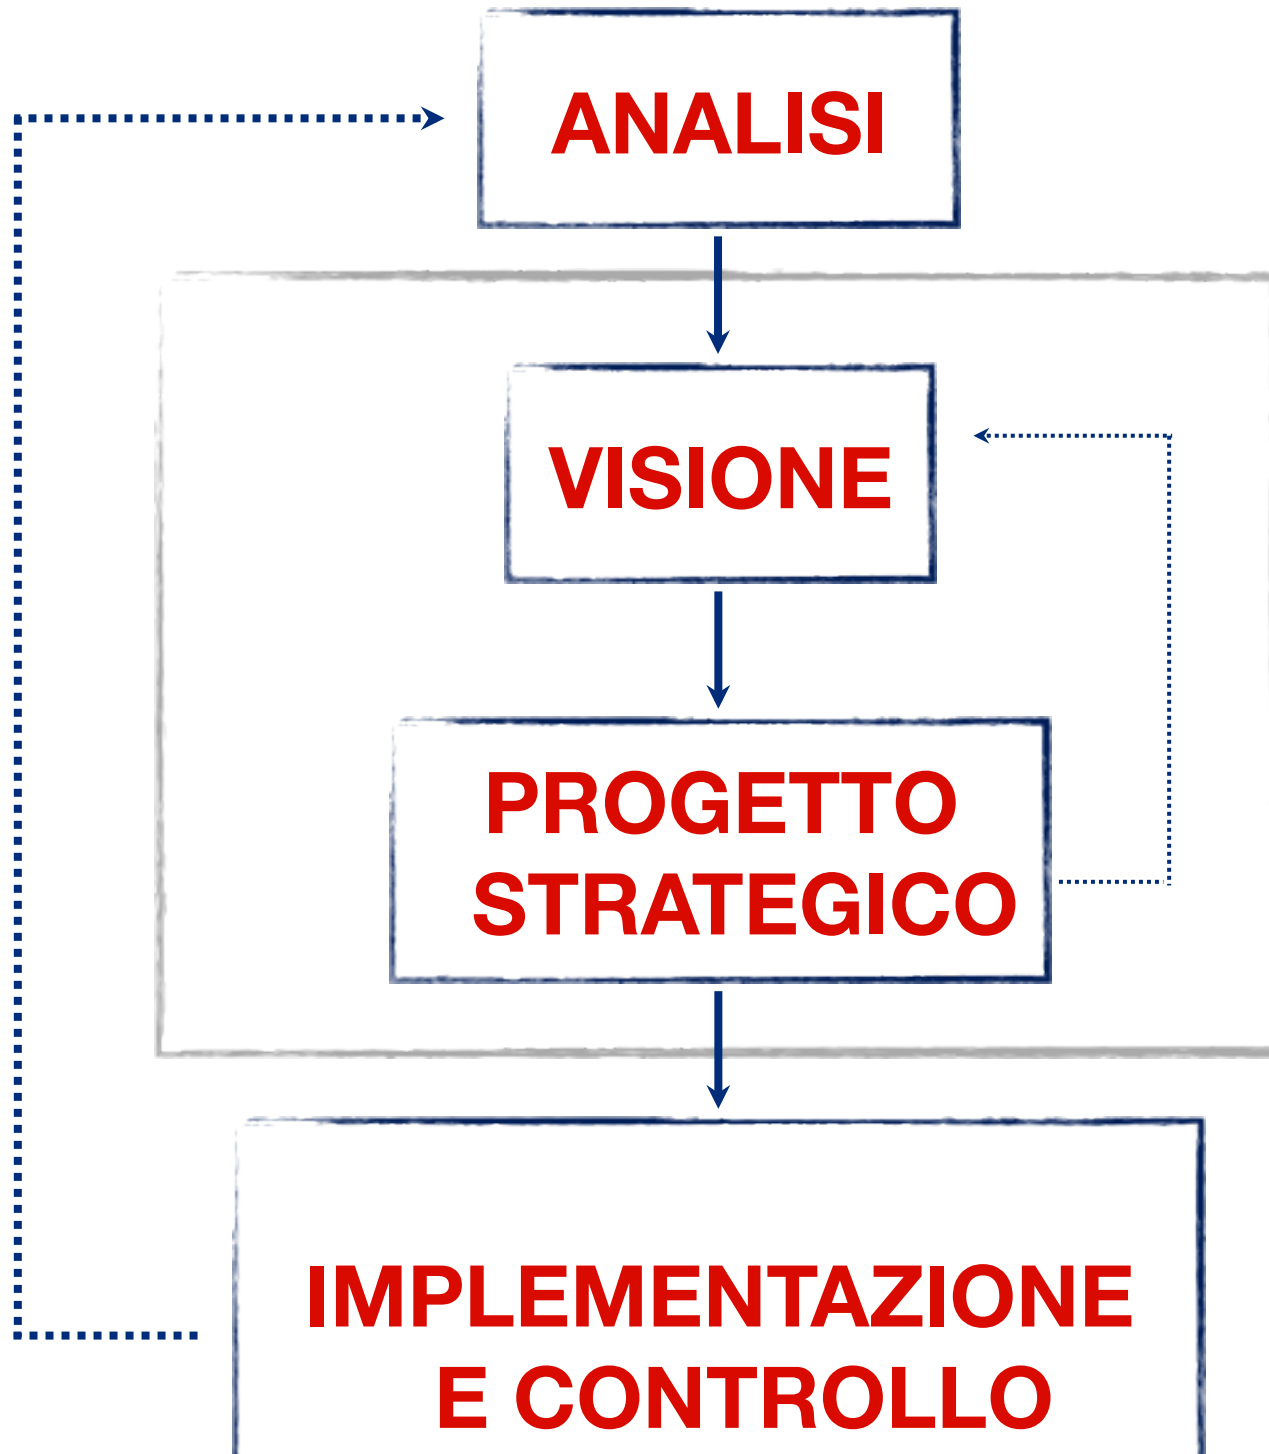 ANALISI
VISIONE
PROGETTO
STRATEGICO
IMPLEMENTAZIONE
E CONTROLLO